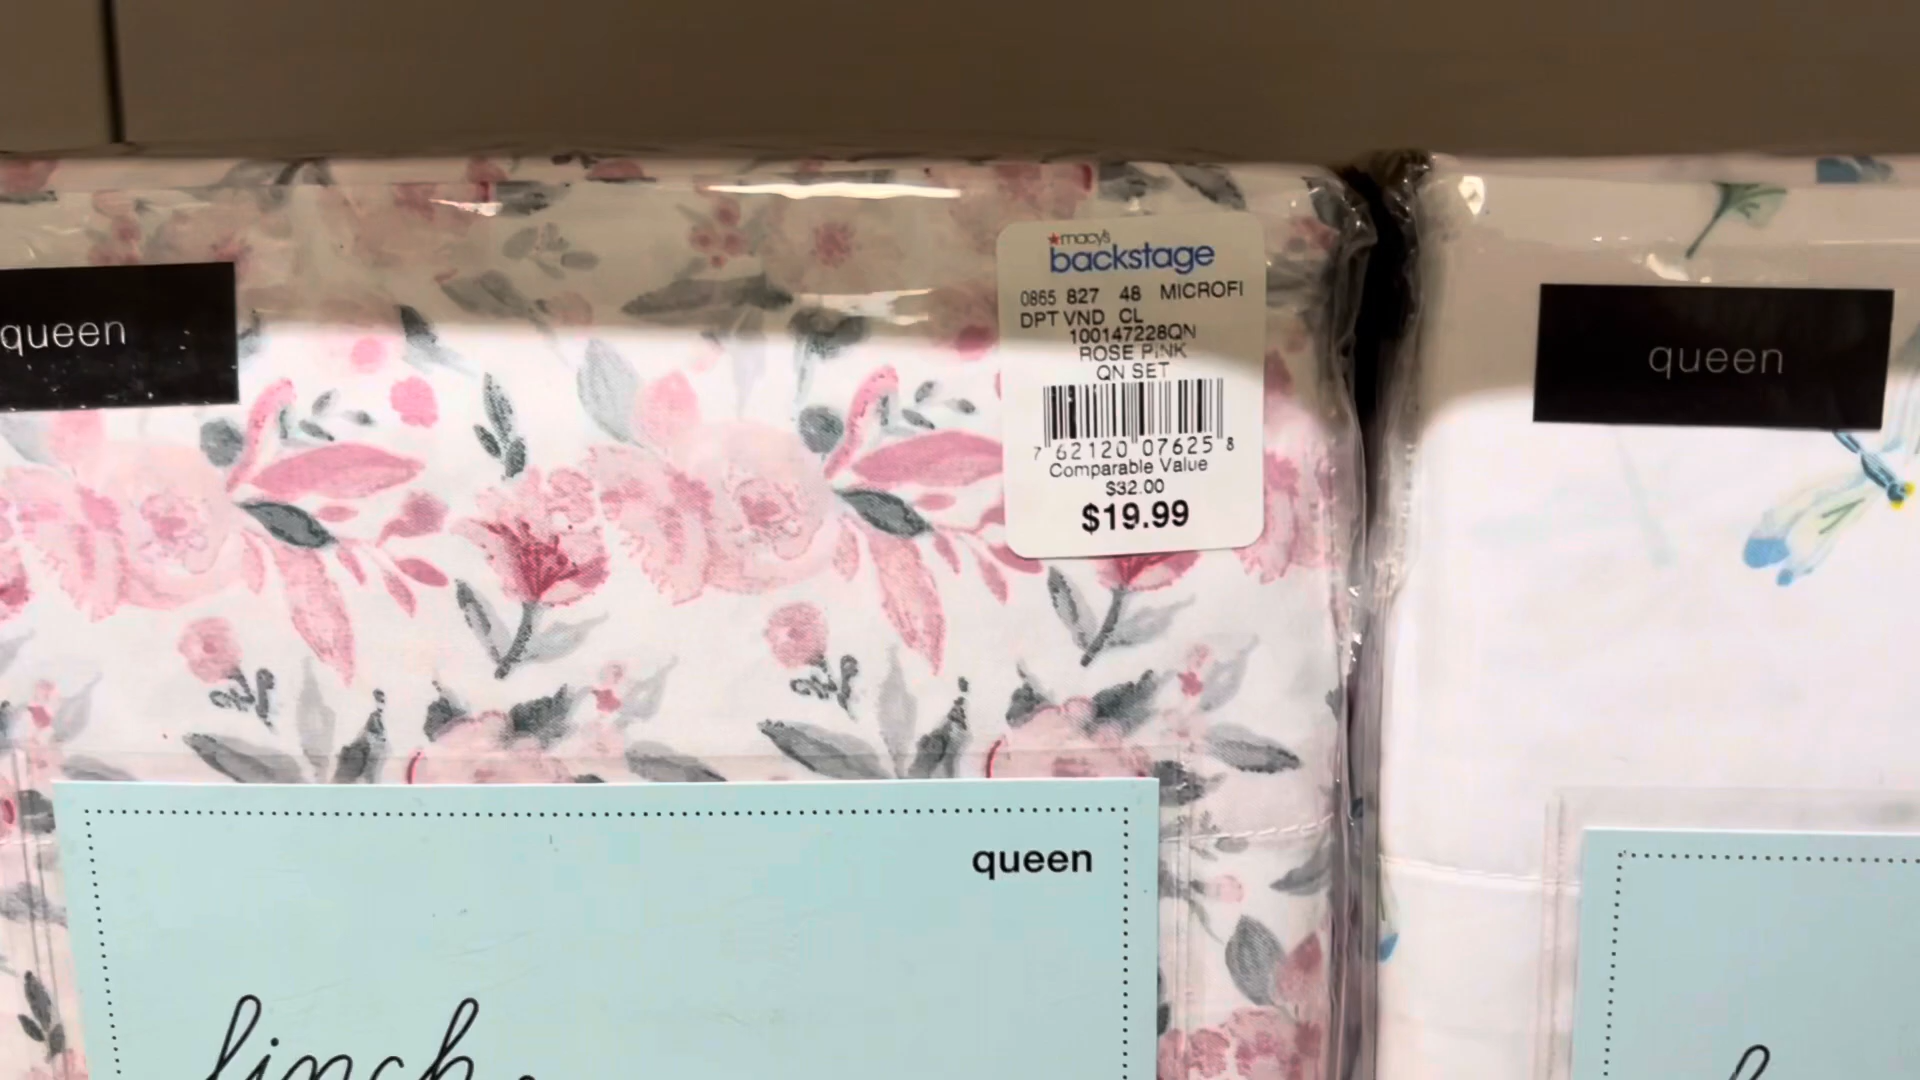 queen
★macy's
backstage
0865 827 48 MICROFI
DPT VND CL
100147228QN
ROSE PINK
QN SET
7 62120 07625 8
Comparable Value
$32.00
$19.99
queen
queen
finch